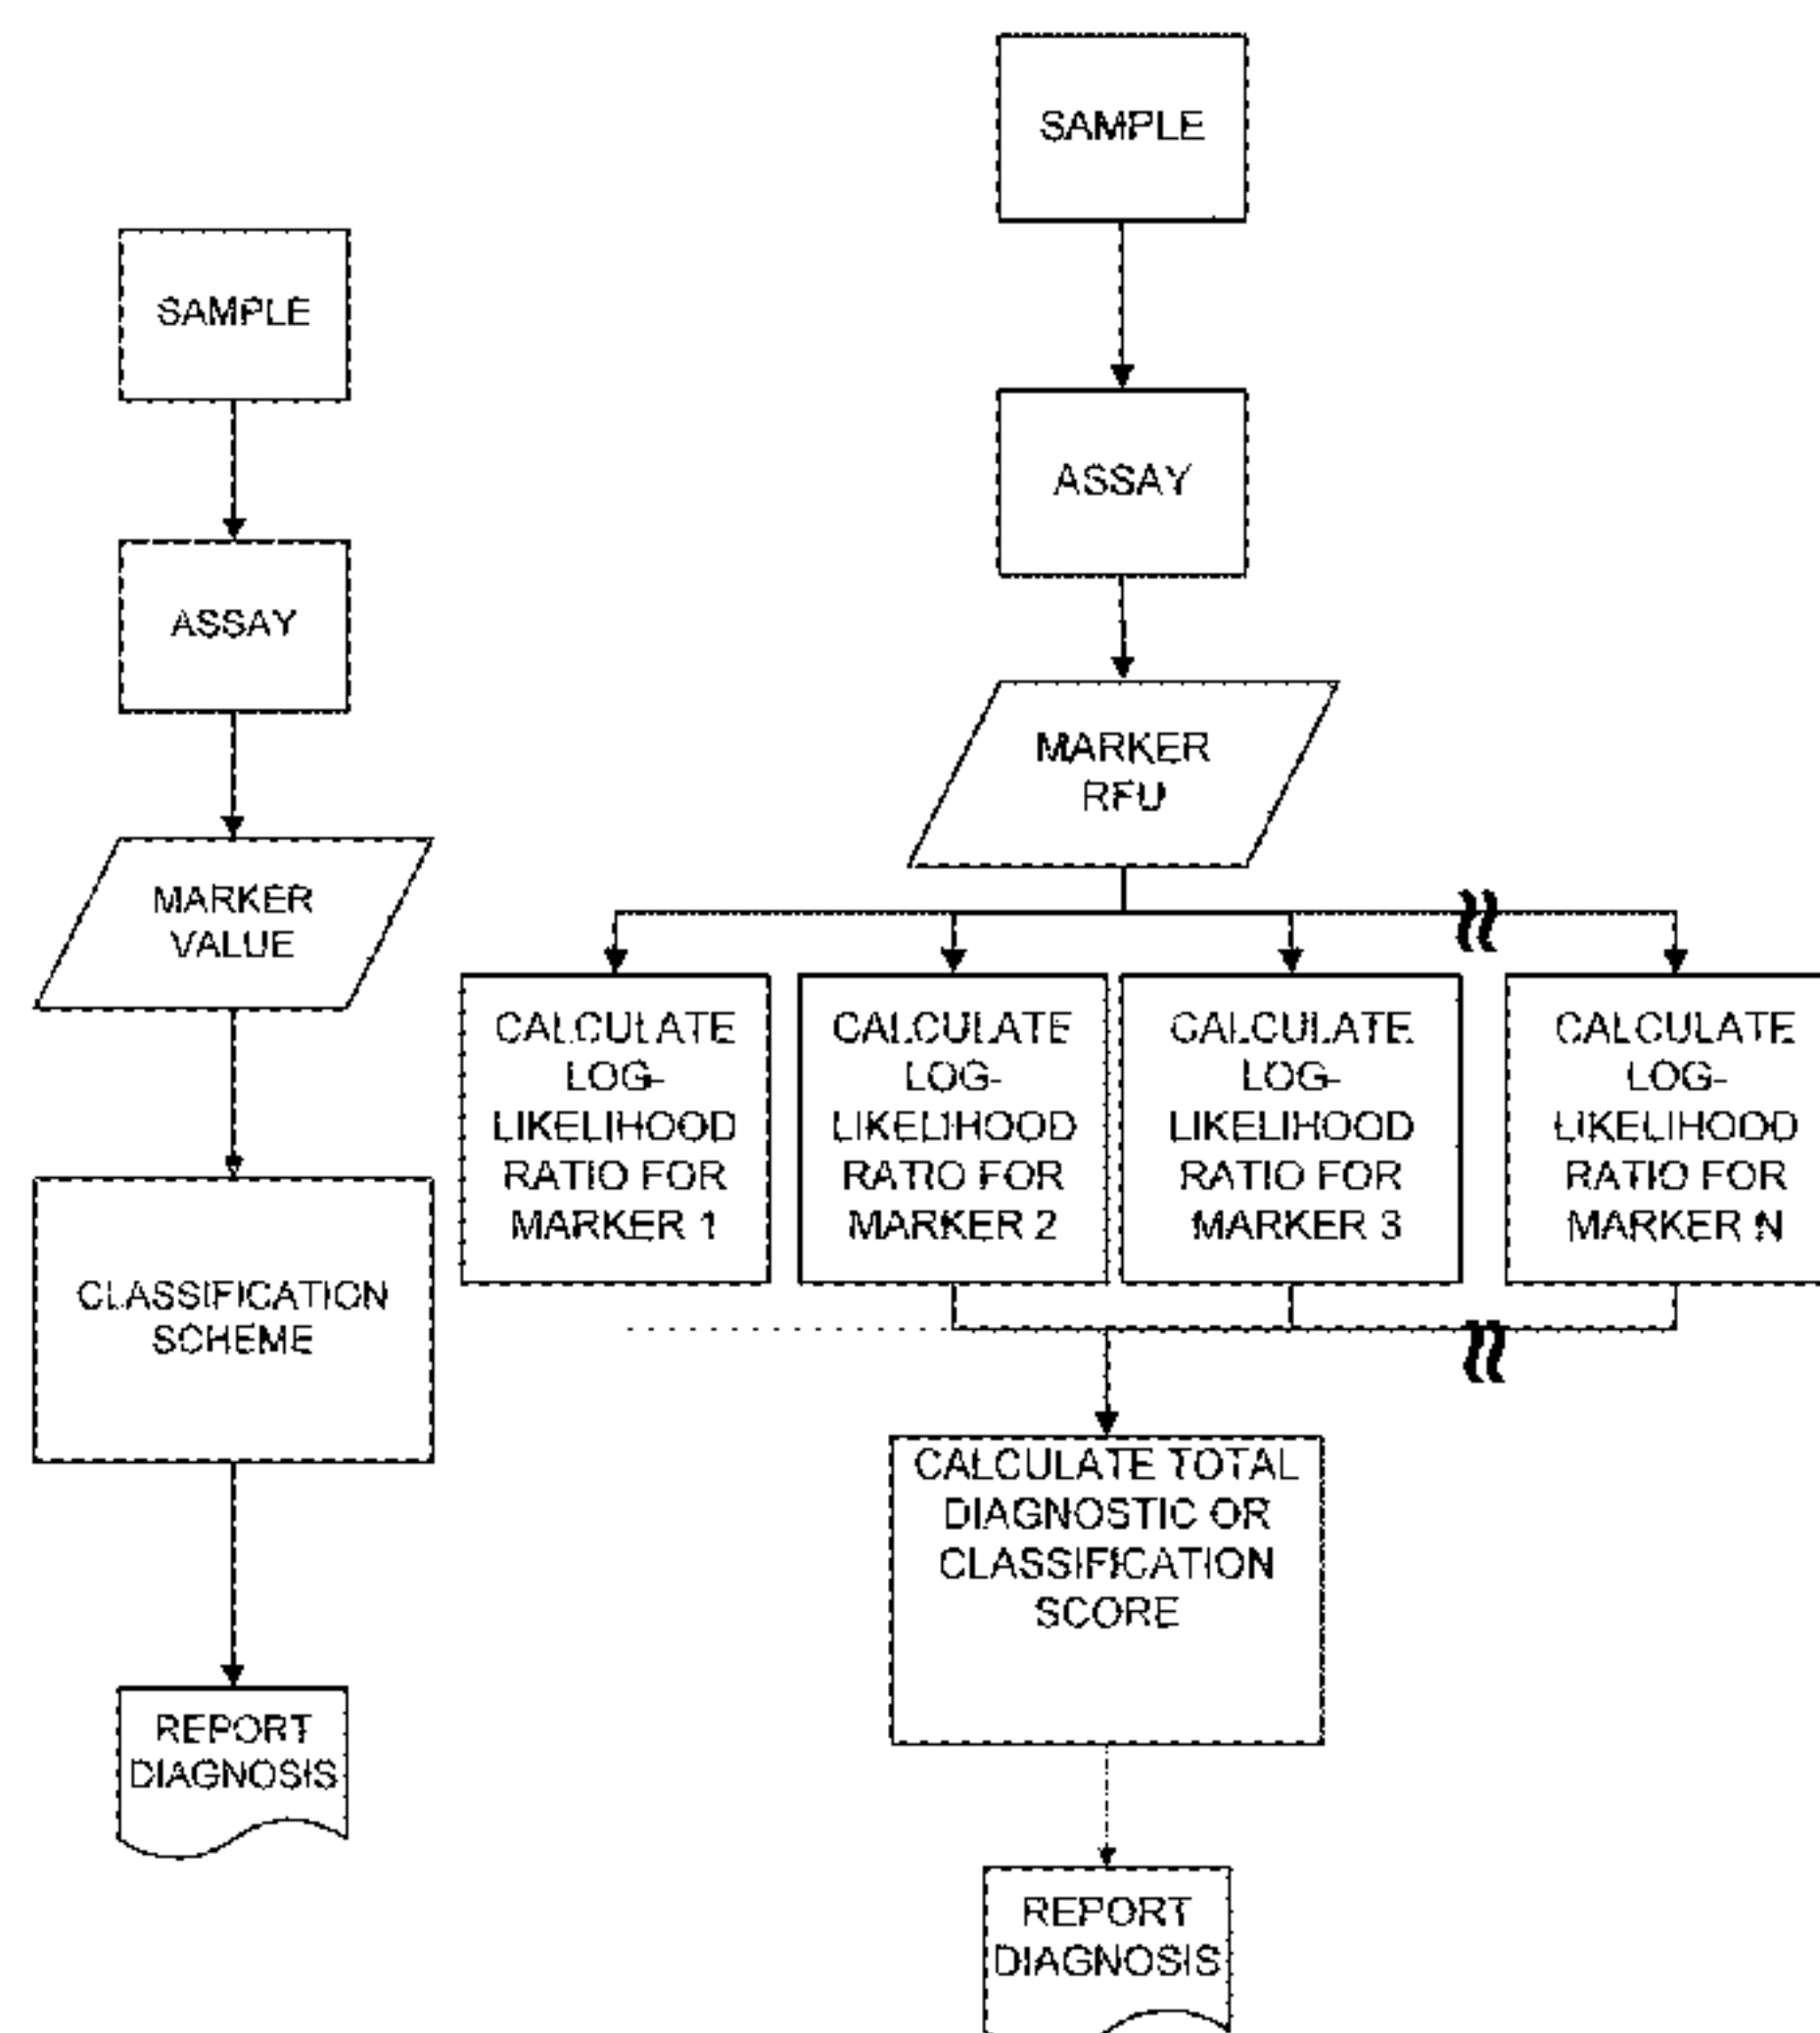 SAMPLE
ASSAY
MARKER
VALUE
CLASSIFICATION
SCHEME
REPORT
DIAGNOSIS
SAMPLE
ASSAY
MARKER
RFU
CALCULATE
LOG-
LIKELIHOOD
RATIO FOR
MARKER 1
CALCULATE
LOG-
LIKELIHOOD
RATIO FOR
MARKER 2
CALCULATE
LOG-
LIKELIHOOD
RATIO FOR
MARKER 3
CALCULATE
LOG-
LIKELIHOOD
RATIO FOR
MARKER N
CALCULATE TOTAL
DIAGNOSTIC OR
CLASSIFICATION
SCORE
REPORT
DIAGNOSIS